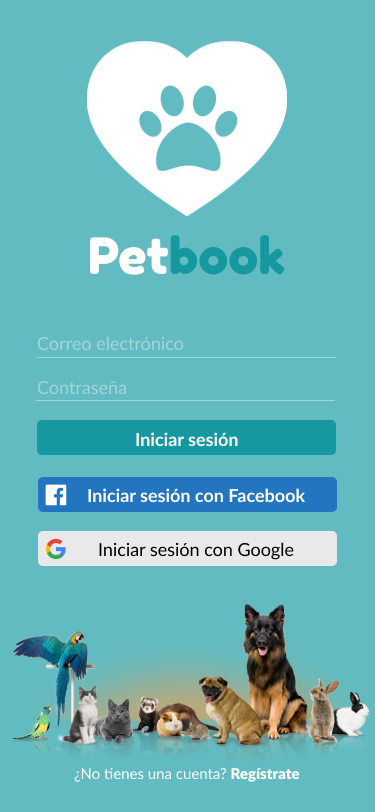 Petbook
Correo electrónico
Contraseña
Iniciar sesión
Iniciar sesión con Facebook
Iniciar sesión con Google
¿No tienes una cuenta? Regístrate